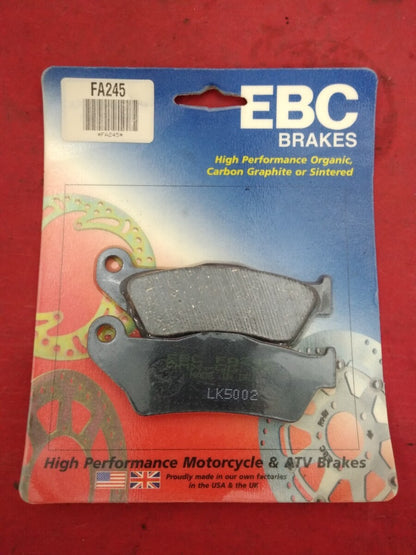 FA245
*FA245*
EBC
BRAKES
High Performance Organic,
Carbon Graphite or Sintered
EBC
LK5002
High Performance Motorcycle & ATV Brakes
Proudly made in our own factories
in the USA & the UK